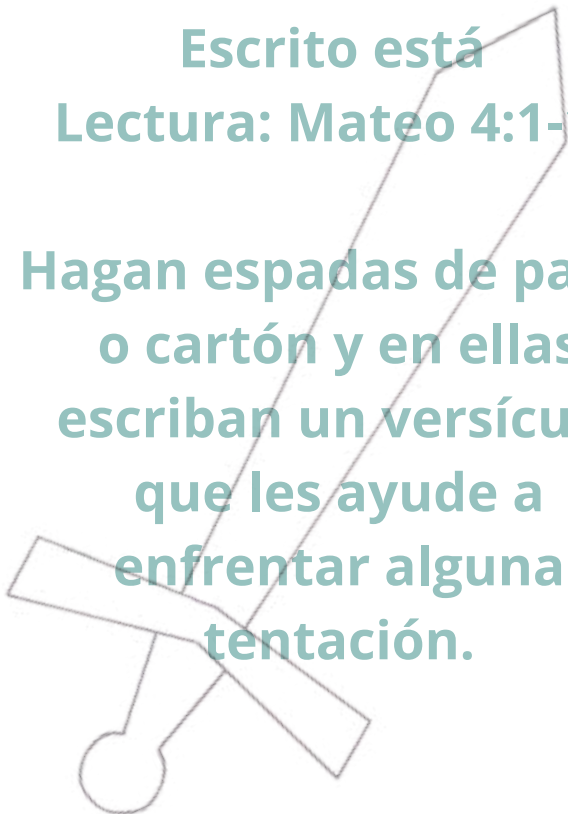 Escrito está
Lectura: Mateo 4:1-
Hagan espadas de pa
o cartón y en ellas
escriban un versícu
que les ayude a
enfrentar alguna
tentación.